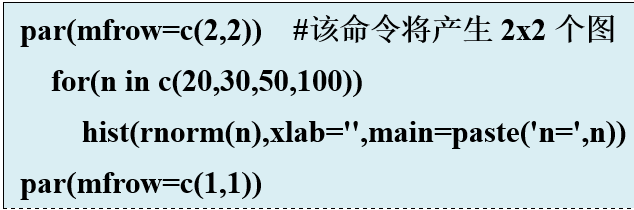 par(mfrow=c(2,2)) #该命令将产生 2x2 个图
for(n in c(20,30,50,100))
hist(rnorm(n),xlab='',main=paste('n=',n))
par(mfrow=c(1,1))